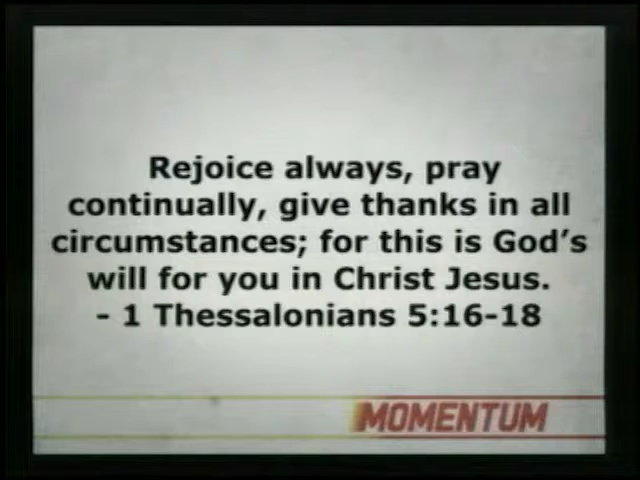 Rejoice always, pray
continually, give thanks in all
circumstances; for this is God's
will for you in Christ Jesus.
- 1 Thessalonians 5:16-18
MOMENTUM